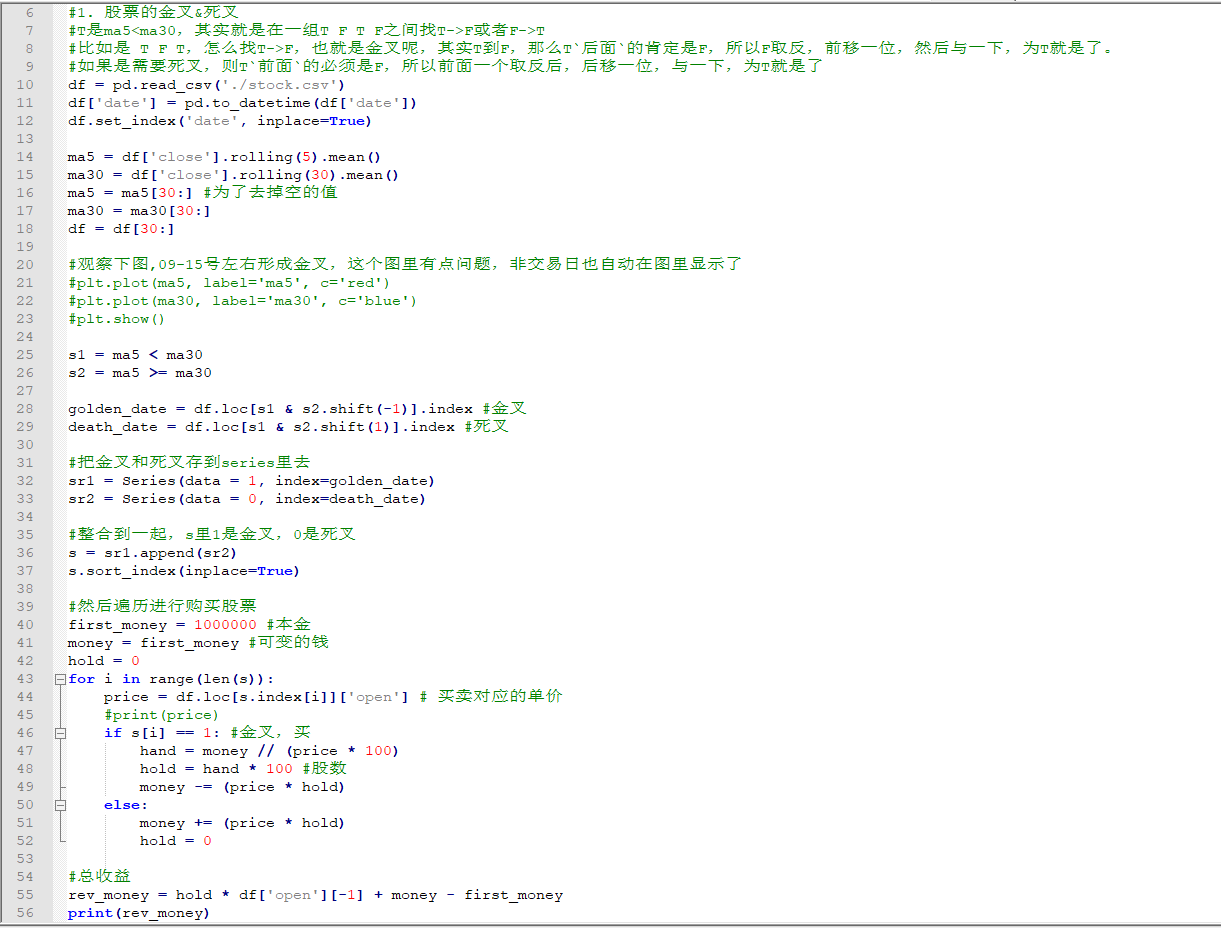 6 #1. 股票的金叉&死叉
7 #T是ma5<ma30，其实就是在一组T F T F之间找T->F或者F->T
8 #比如是 T F T，怎么找T->F，也就是金叉呢，其实T到F，那么T`后面`的肯定是F，所以F取反，前移一位，然后与一下，为T就是了。
9 #如果是需要死叉，则T`前面`的必须是F，所以前面一个取反后，后移一位，与一下，为T就是了
10 df = pd.read_csv('./stock.csv')
11 df['date'] = pd.to_datetime(df['date'])
12 df.set_index('date', inplace=True)
13
14 ma5 = df['close'].rolling(5).mean()
15 ma30 = df['close'].rolling(30).mean()
16 ma5 = ma5[30:] #为了去掉空的值
17 ma30 = ma30[30:]
18 df = df[30:]
19
20 #观察下图,09-15号左右形成金叉，这个图里有点问题，非交易日也自动在图里显示了
21 #plt.plot(ma5, label='ma5', c='red')
22 #plt.plot(ma30, label='ma30', c='blue')
23 #plt.show()
24
25 s1 = ma5 < ma30
26 s2 = ma5 >= ma30
27
28 golden_date = df.loc[s1 & s2.shift(-1)].index #金叉
29 death_date = df.loc[s1 & s2.shift(1)].index #死叉
30
31 #把金叉和死叉存到series里去
32 sr1 = Series(data = 1, index=golden_date)
33 sr2 = Series(data = 0, index=death_date)
34
35 #整合到一起，s里1是金叉，0是死叉
36 s = sr1.append(sr2)
37 s.sort_index(inplace=True)
38
39 #然后遍历进行购买股票
40 first_money = 1000000 #本金
41 money = first_money #可变的钱
42 hold = 0
43 for i in range(len(s)):
44 price = df.loc[s.index[i]]['open'] # 买卖对应的单价
45 #print(price)
46 if s[i] == 1: #金叉，买
47 hand = money // (price * 100)
48 hold = hand * 100 #股数
49 money -= (price * hold)
50 else:
51 money += (price * hold)
52 hold = 0
53
54 #总收益
55 rev_money = hold * df['open'][-1] + money - first_money
56 print(rev_money)